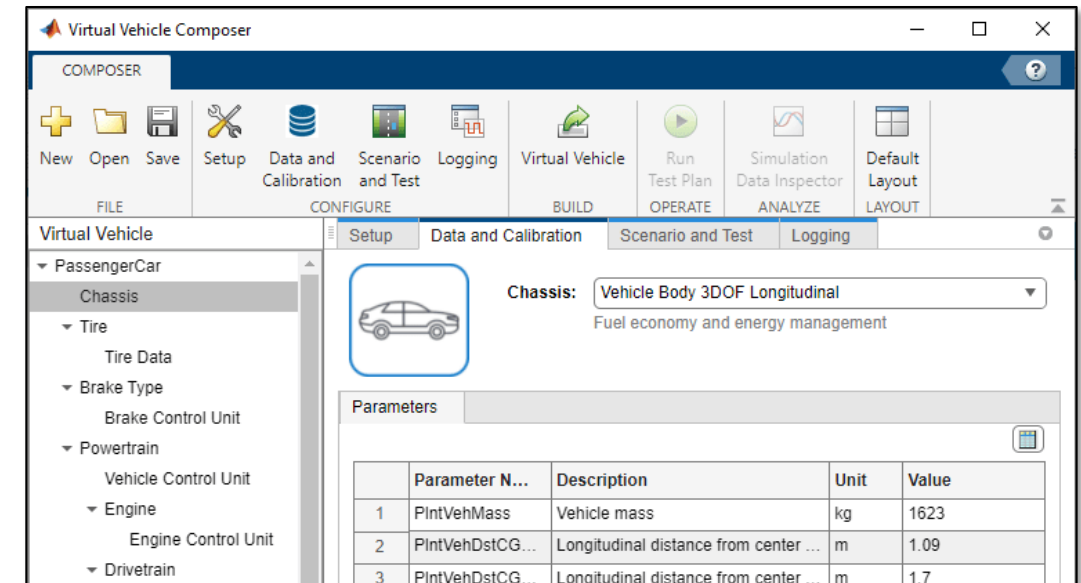 Virtual Vehicle Composer
COMPOSER
?
New Open Save Setup Data and Calibration Scenario and Test Logging Virtual Vehicle Run Test Plan Simulation Data Inspector Default Layout
FILE CONFIGURE BUILD OPERATE ANALYZE LAYOUT
Virtual Vehicle
Setup Data and Calibration Scenario and Test Logging
PassengerCar
Chassis
Tire
Tire Data
Brake Type
Brake Control Unit
Powertrain
Vehicle Control Unit
Engine
Engine Control Unit
Drivetrain
Chassis: Vehicle Body 3DOF Longitudinal
Fuel economy and energy management
Parameters
Parameter N... Description Unit Value
1 PlntVehMass Vehicle mass kg 1623
2 PlntVehDstCG... Longitudinal distance from center ... m 1.09
3 PlntVehDstCG... Longitudinal distance from center ... m 1.7